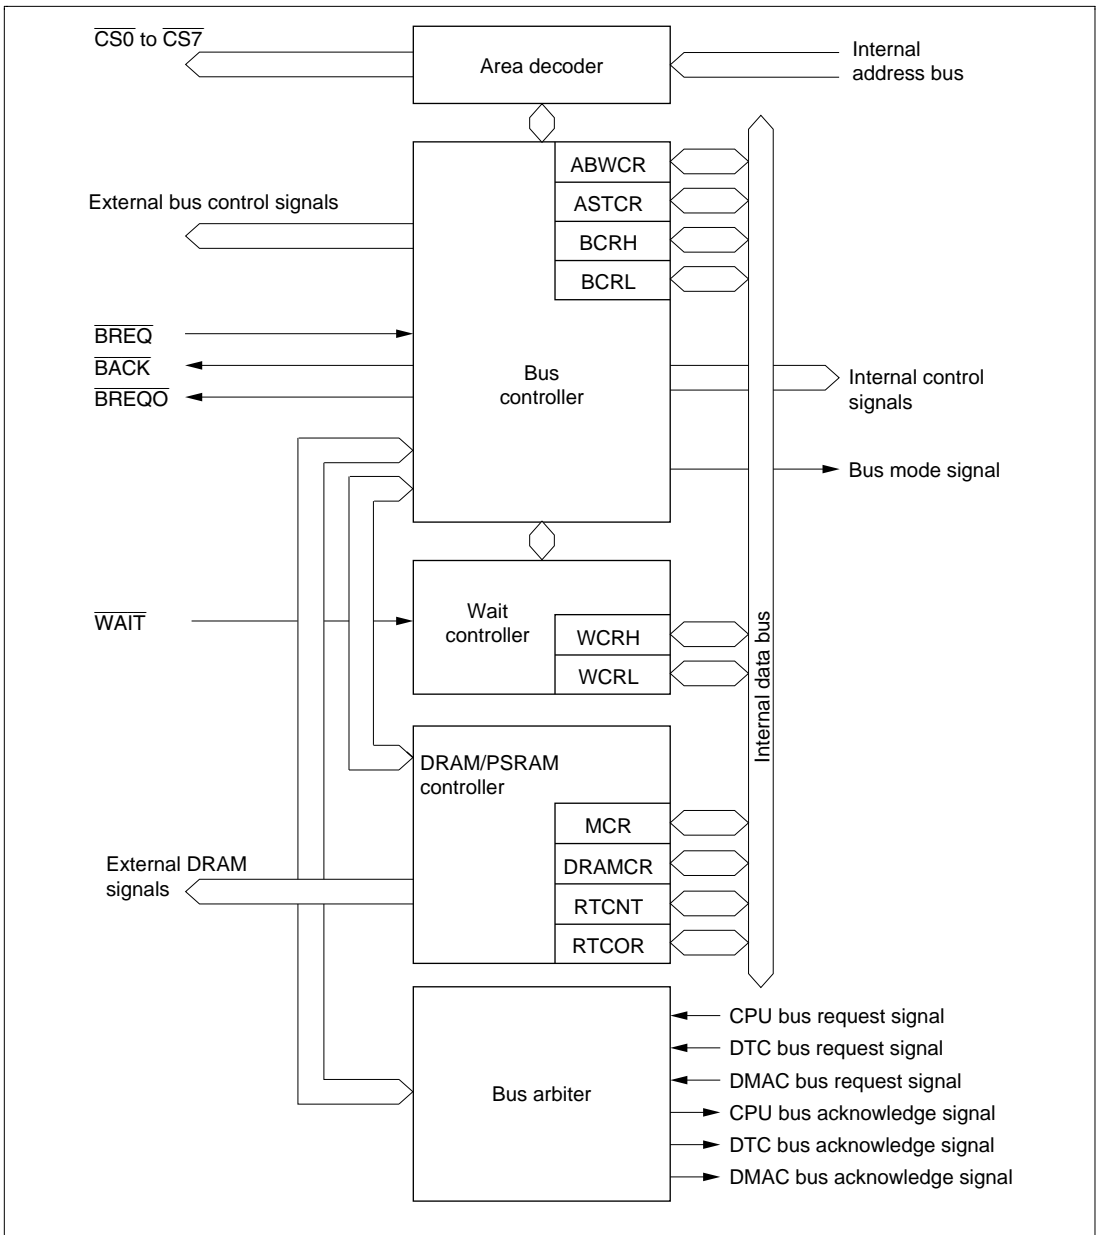 CS0 to CS7
Area decoder
Internal
address bus
ABWCR
ASTCR
External bus control signals
BCRH
BCRL
BREQ
BACK
BREQO
Bus
controller
Internal control
signals
Bus mode signal
WAIT
Wait
controller
WCRH
WCRL
Internal data bus
DRAM/PSRAM
controller
MCR
External DRAM
signals
DRAMCR
RTCNT
RTCOR
CPU bus request signal
DTC bus request signal
DMAC bus request signal
Bus arbiter
CPU bus acknowledge signal
DTC bus acknowledge signal
DMAC bus acknowledge signal